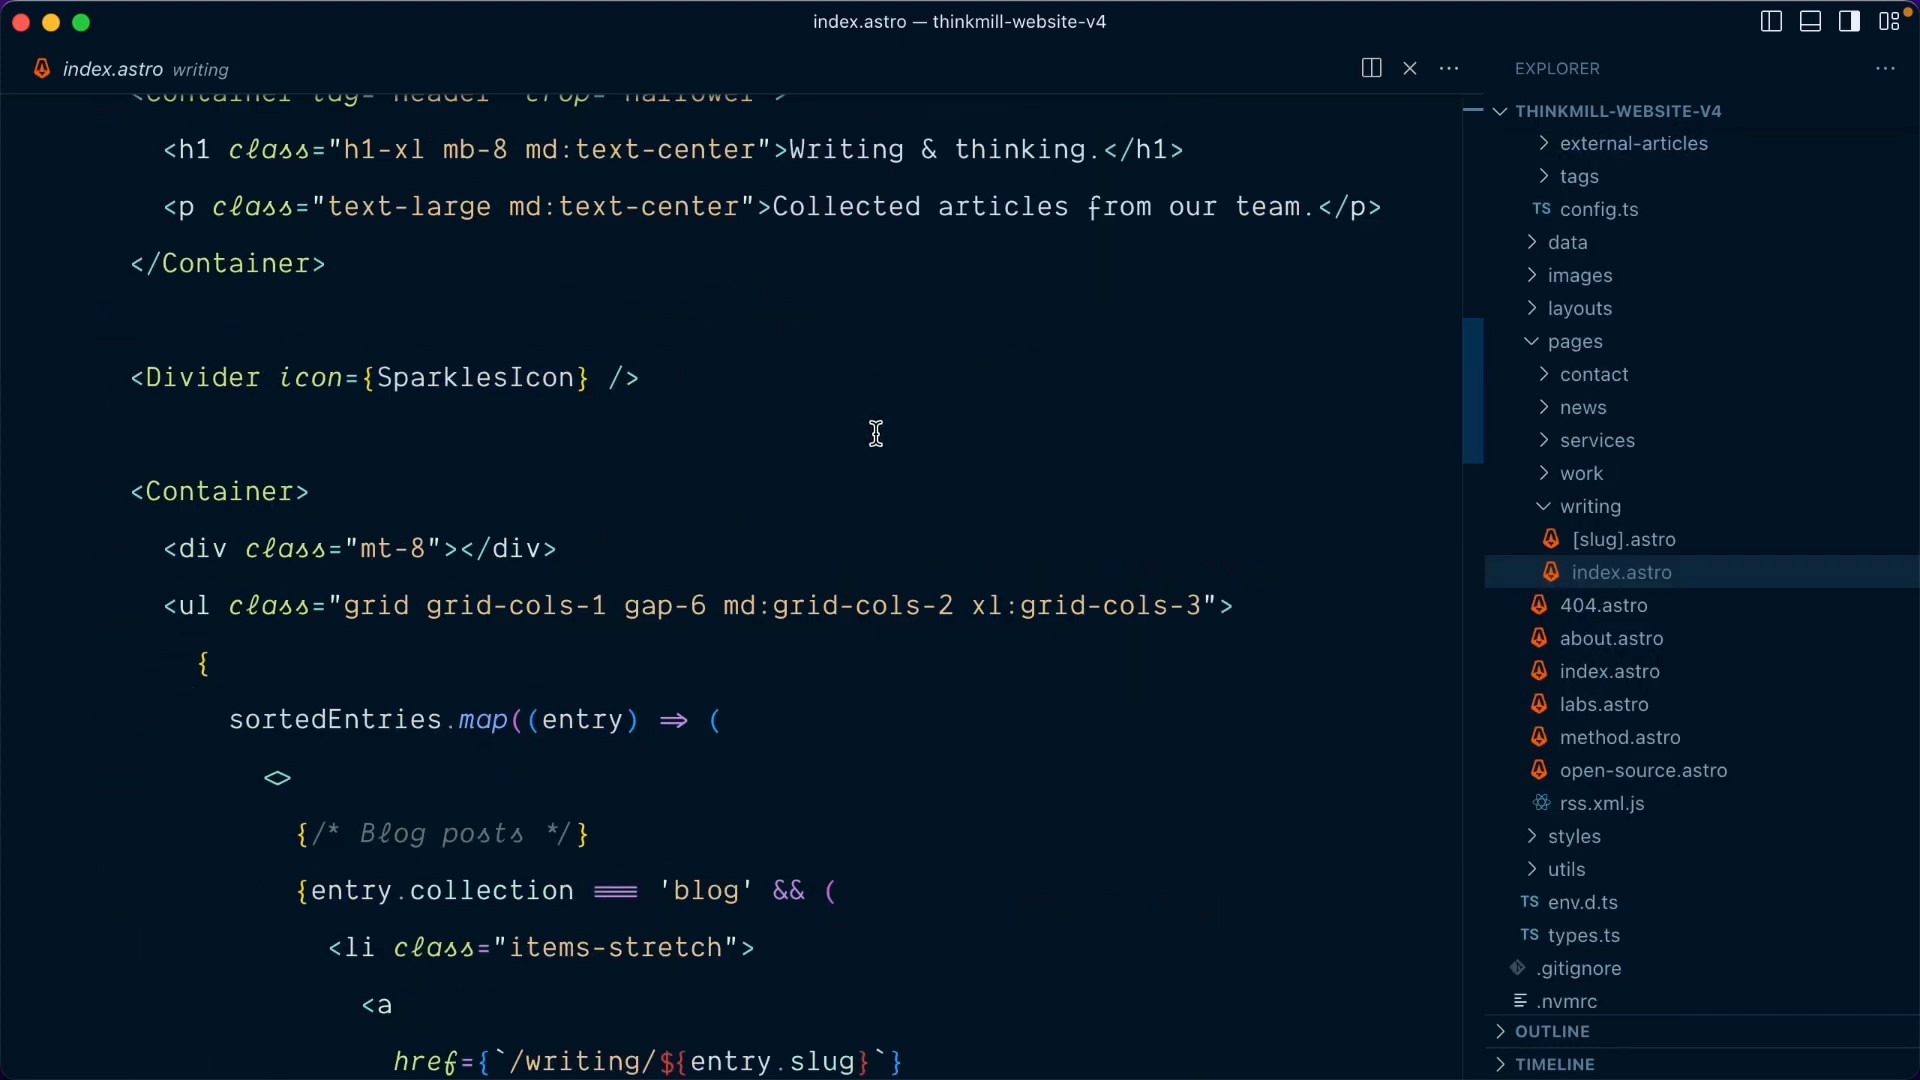 index.astro — thinkmill-website-v4
index.astro writing
<Container tag="header" crop="narrower">
<h1 class="h1-xl mb-8 md:text-center">Writing & thinking.</h1>
<p class="text-large md:text-center">Collected articles from our team.</p>
</Container>
<Divider icon={SparklesIcon} />
<Container>
<div class="mt-8"></div>
<ul class="grid grid-cols-1 gap-6 md:grid-cols-2 xl:grid-cols-3">
{
sortedEntries.map((entry) => (
<>
{/* Blog posts */}
{entry.collection === 'blog' && (
<li class="items-stretch">
<a
href={`/writing/${entry.slug}`}
EXPLORER
THINKMILL-WEBSITE-V4
external-articles
tags
TS config.ts
data
images
layouts
pages
contact
news
services
work
writing
[slug].astro
index.astro
404.astro
about.astro
index.astro
labs.astro
method.astro
open-source.astro
rss.xml.js
styles
utils
TS env.d.ts
TS types.ts
.gitignore
.nvmrc
OUTLINE
TIMELINE